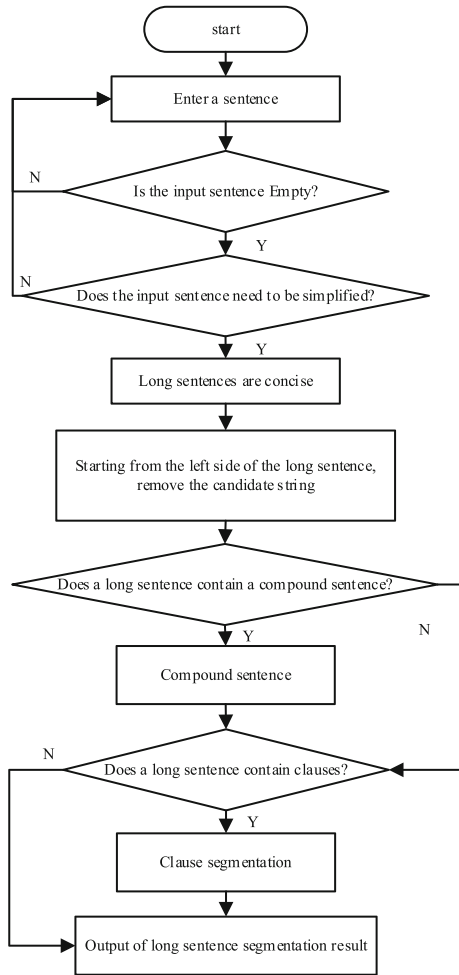 start
Enter a sentence
N
Is the input sentence Empty?
Y
N
Does the input sentence need to be simplified?
Y
Long sentences are concise
Starting from the left side of the long sentence,
remove the candidate string
Does a long sentence contain a compound sentence?
N
Y
Compound sentence
N
Does a long sentence contain clauses?
Y
Clause segmentation
Output of long sentence segmentation result